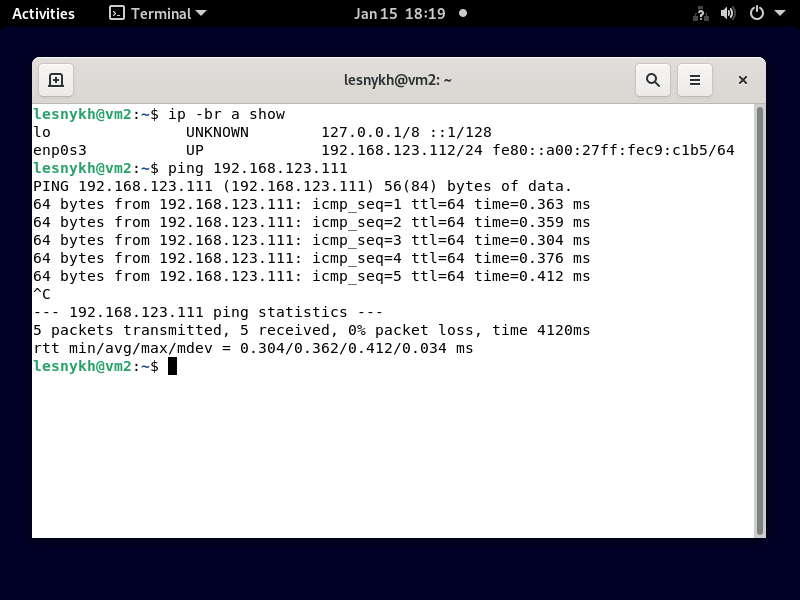 Activities Terminal Jan 15 18:19
lesnykh@vm2: ~
lesnykh@vm2:~$ ip -br a show
lo UNKNOWN 127.0.0.1/8 ::1/128
enp0s3 UP 192.168.123.112/24 fe80::a00:27ff:fec9:c1b5/64
lesnykh@vm2:~$ ping 192.168.123.111
PING 192.168.123.111 (192.168.123.111) 56(84) bytes of data.
64 bytes from 192.168.123.111: icmp_seq=1 ttl=64 time=0.363 ms
64 bytes from 192.168.123.111: icmp_seq=2 ttl=64 time=0.359 ms
64 bytes from 192.168.123.111: icmp_seq=3 ttl=64 time=0.304 ms
64 bytes from 192.168.123.111: icmp_seq=4 ttl=64 time=0.376 ms
64 bytes from 192.168.123.111: icmp_seq=5 ttl=64 time=0.412 ms
^C
--- 192.168.123.111 ping statistics ---
5 packets transmitted, 5 received, 0% packet loss, time 4120ms
rtt min/avg/max/mdev = 0.304/0.362/0.412/0.034 ms
lesnykh@vm2:~$